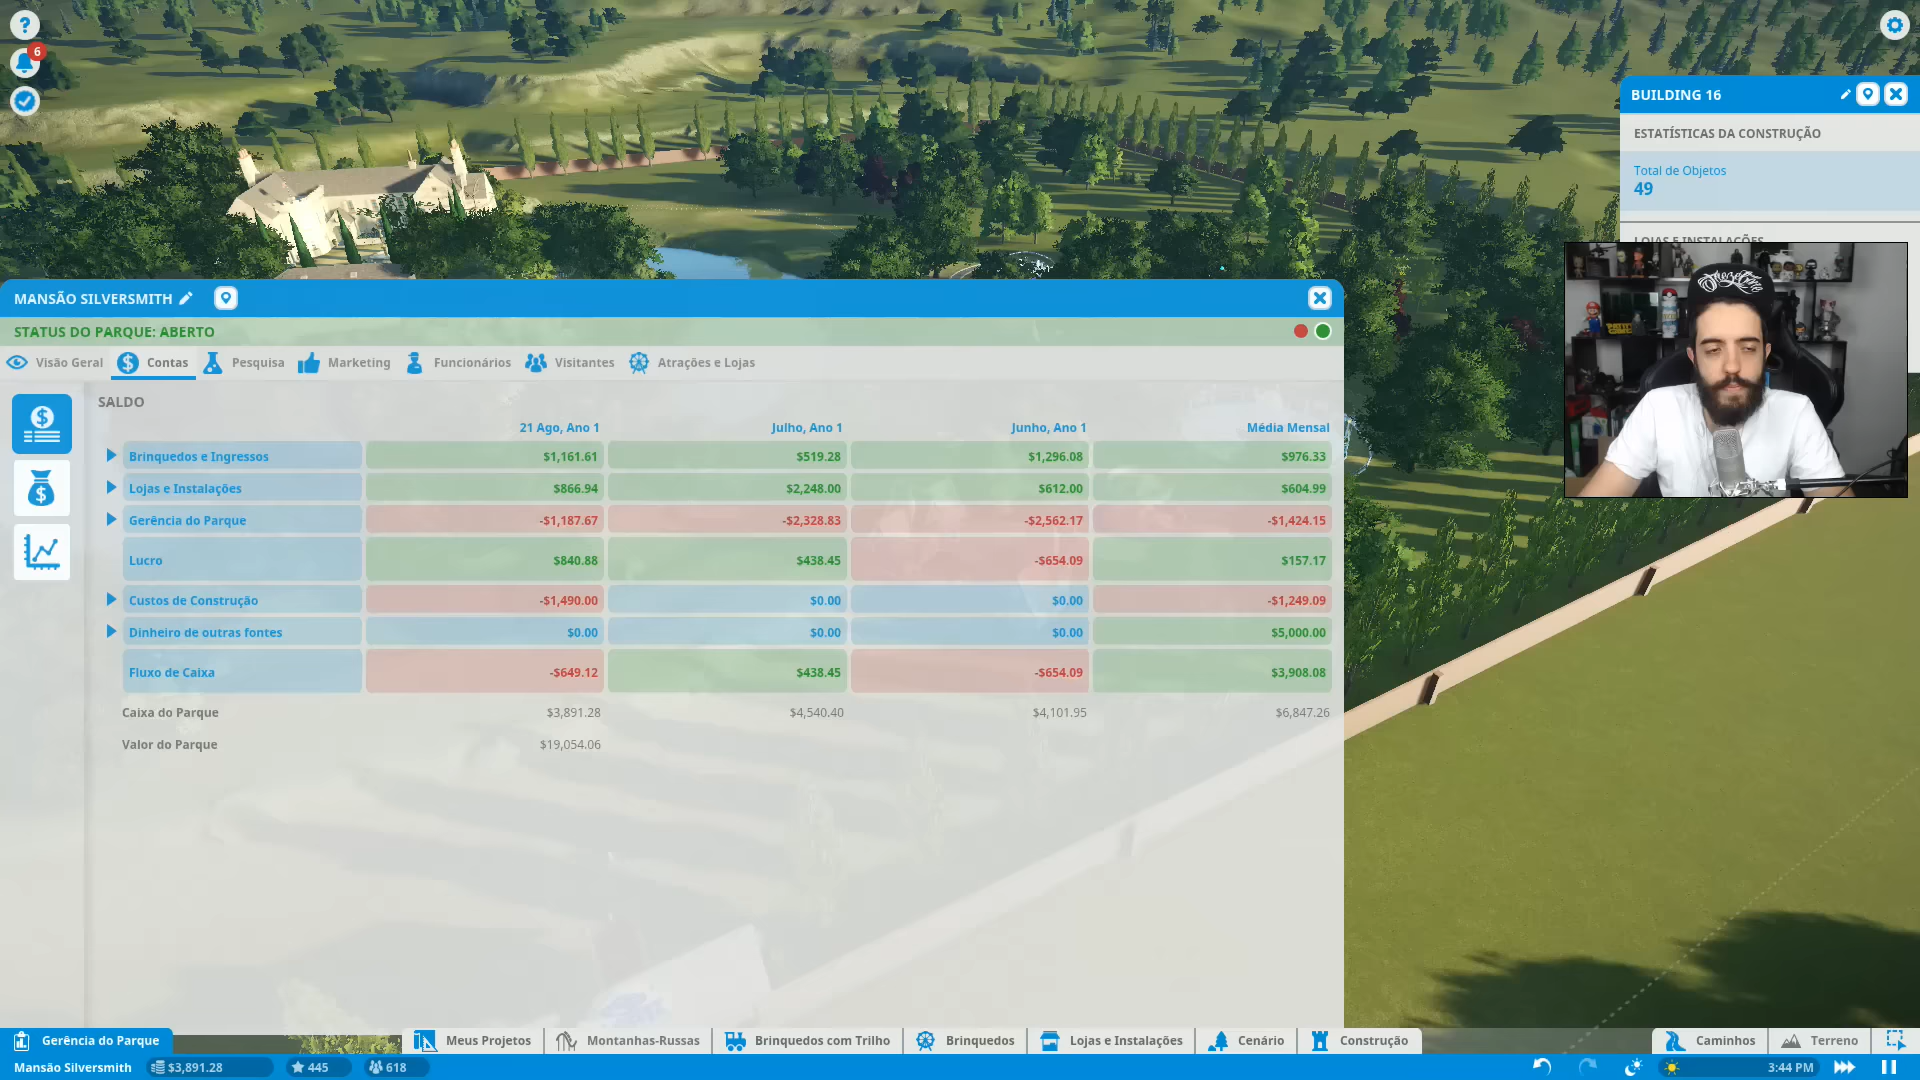 6
BUILDING 16
ESTATÍSTICAS DA CONSTRUÇÃO
Total de Objetos
49
LOJAS E INSTALAÇÕES
MANSÃO SILVERSMITH
STATUS DO PARQUE: ABERTO
Visão Geral Contas Pesquisa Marketing Funcionários Visitantes Atrações e Lojas
SALDO
21 Ago, Ano 1 Julho, Ano 1 Junho, Ano 1 Média Mensal
Brinquedos e Ingressos $1,161.61 $519.28 $1,296.08 $976.33
Lojas e Instalações $866.94 $2,248.00 $612.00 $604.99
Gerência do Parque -$1,187.67 -$2,328.83 -$2,562.17 -$1,424.15
Lucro $840.88 $438.45 -$654.09 $157.17
Custos de Construção -$1,490.00 $0.00 $0.00 -$1,249.09
Dinheiro de outras fontes $0.00 $0.00 $0.00 $5,000.00
Fluxo de Caixa -$649.12 $438.45 -$654.09 $3,908.08
Caixa do Parque $3,891.28 $4,540.40 $4,101.95 $6,847.26
Valor do Parque $19,054.06
Gerência do Parque Meus Projetos Montanhas-Russas Brinquedos com Trilho Brinquedos Lojas e Instalações Cenário Construção Caminhos Terreno
Mansão Silversmith $3,891.28 445 618 3:44 PM